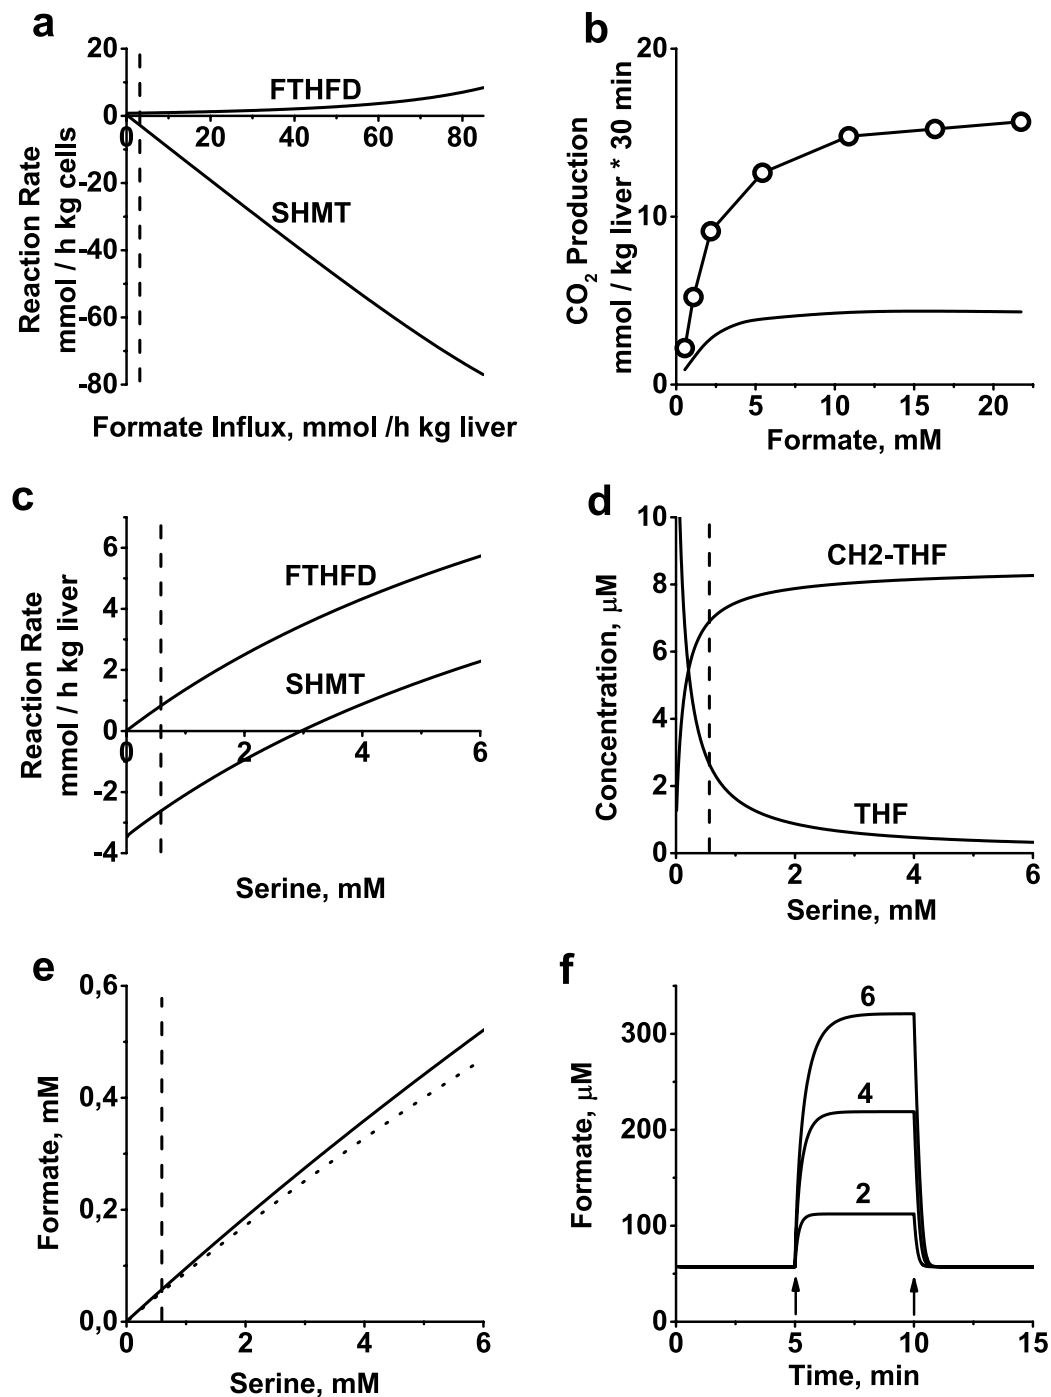 a
20
FTHFD
0
0
20
40
60
80
-20
SHMT
-40
-60
-80
Reaction Rate
mmol / h kg cells
Formate Influx, mmol /h kg liver
b
20
10
0
0
5
10
15
20
CO2 Production
mmol / kg liver * 30 min
Formate, mM
c
6
FTHFD
4
2
SHMT
0
0
2
4
6
-2
-4
Reaction Rate
mmol / h kg liver
Serine, mM
d
10
CH2-THF
8
6
4
2
THF
0
0
2
4
6
Concentration, µM
Serine, mM
e
0,6
0,4
0,2
0,0
0
2
4
6
Formate, mM
Serine, mM
f
6
300
4
200
2
100
0
0
5
10
15
Formate, µM
Time, min